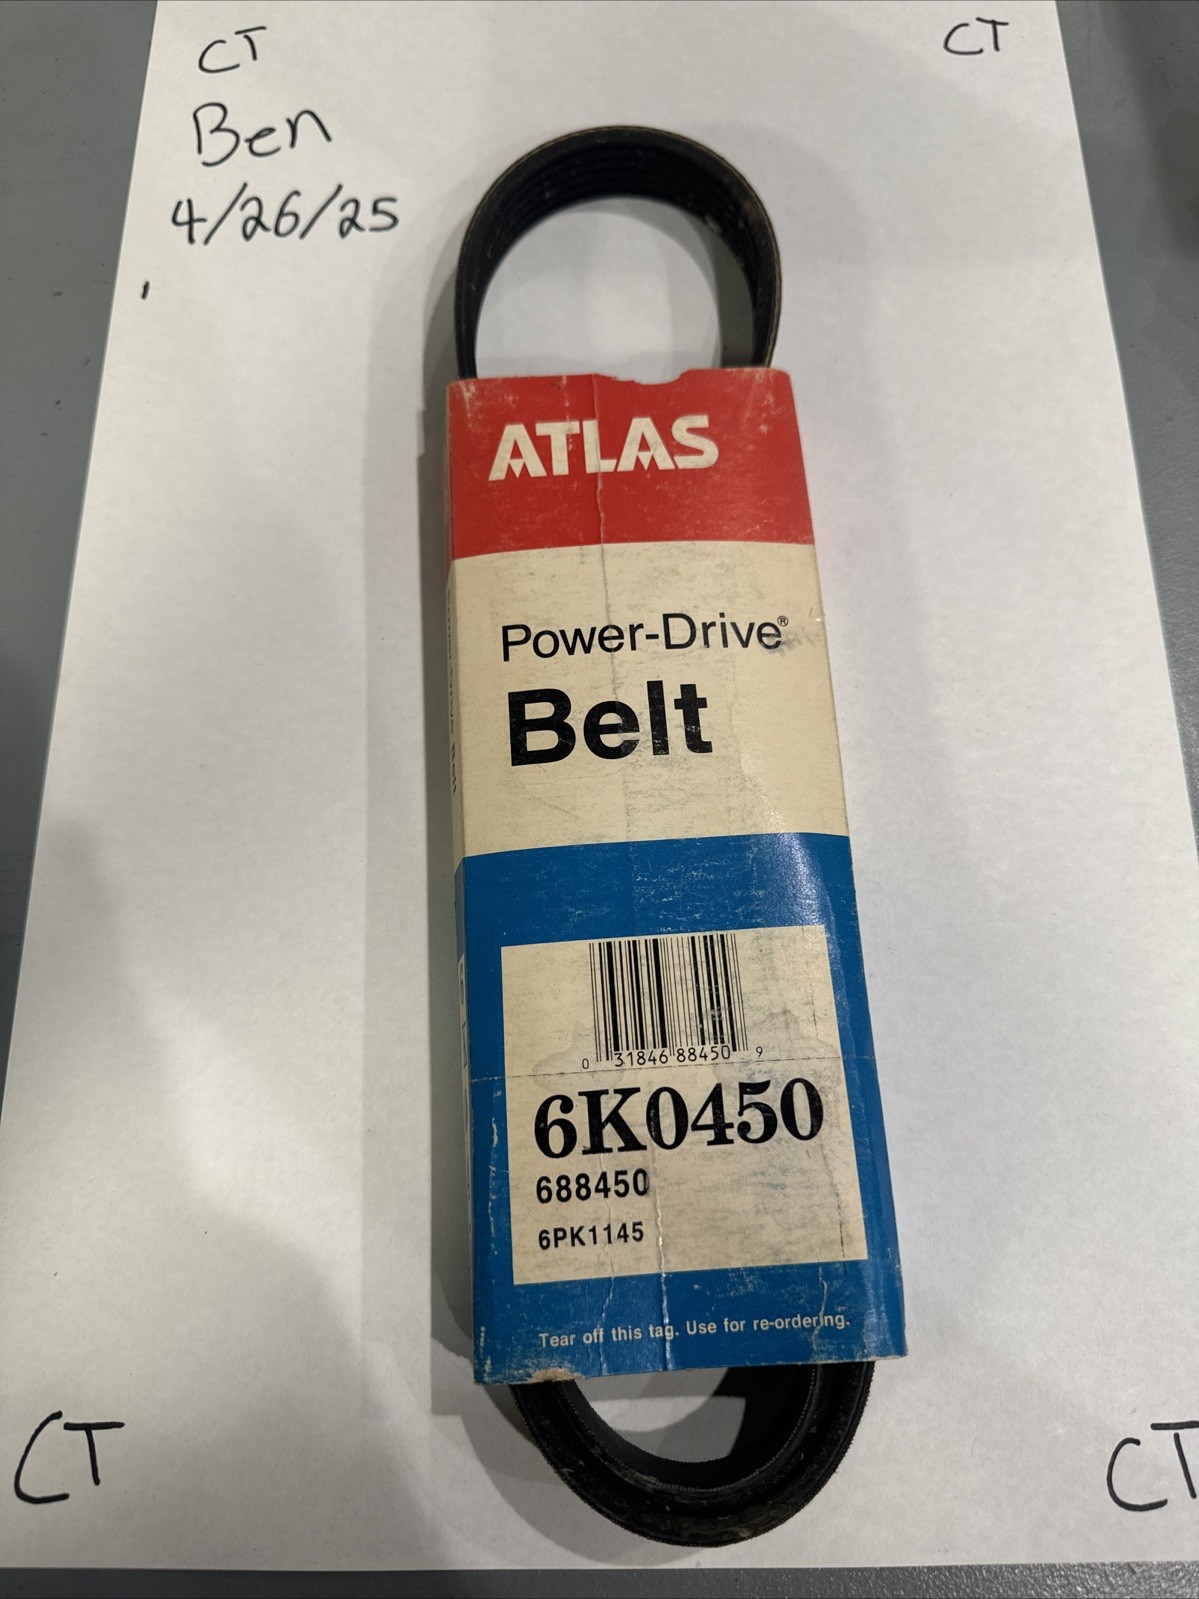 CT
CT
Ben
4/26/25
ATLAS
Power-Drive®
Belt
0 31846 88450 9
6K0450
688450
6PK1145
Tear off this tag. Use for re-ordering.
CT
CT